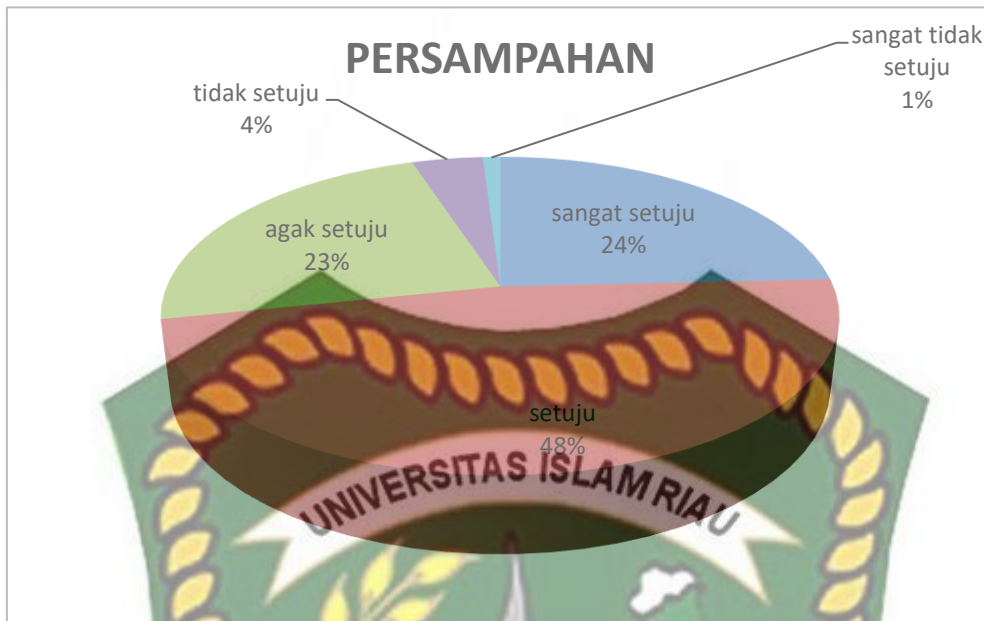 PERSAMPAHAN
sangat tidak
setuju
1%
tidak setuju
4%
agak setuju
23%
sangat setuju
24%
setuju
48%
UNIVERSITAS ISLAM RIAU